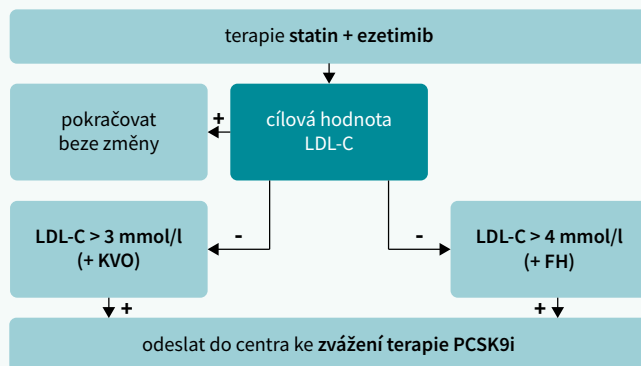 terapie statin + ezetimib
pokračovat
beze změny
+
cílová hodnota
LDL-C
LDL-C > 3 mmol/l
(+ KVO)
-
-
LDL-C > 4 mmol/l
(+ FH)
+
+
odeslat do centra ke zvážení terapie PCSK9i